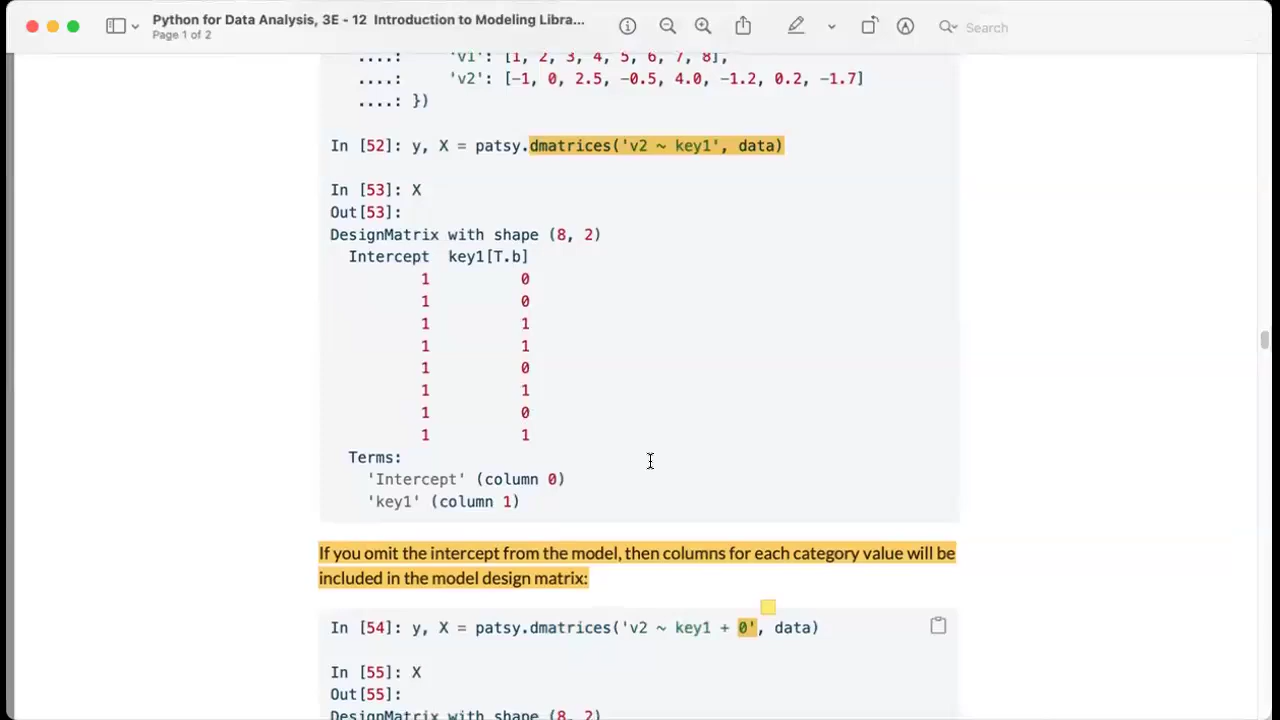 Python for Data Analysis, 3E - 12 Introduction to Modeling Libra...
Page 1 of 2
Search
....: 'v1': [1, 2, 3, 4, 5, 6, 7, 8],
....: 'v2': [-1, 0, 2.5, -0.5, 4.0, -1.2, 0.2, -1.7]
....: })
In [52]: y, X = patsy.dmatrices('v2 ~ key1', data)
In [53]: X
Out[53]:
DesignMatrix with shape (8, 2)
Intercept key1[T.b]
1 0
1 0
1 1
1 1
1 0
1 1
1 0
1 1
Terms:
'Intercept' (column 0)
'key1' (column 1)
If you omit the intercept from the model, then columns for each category value will be
included in the model design matrix:
In [54]: y, X = patsy.dmatrices('v2 ~ key1 + 0', data)
In [55]: X
Out[55]:
DesignMatrix with shape (8, 2)